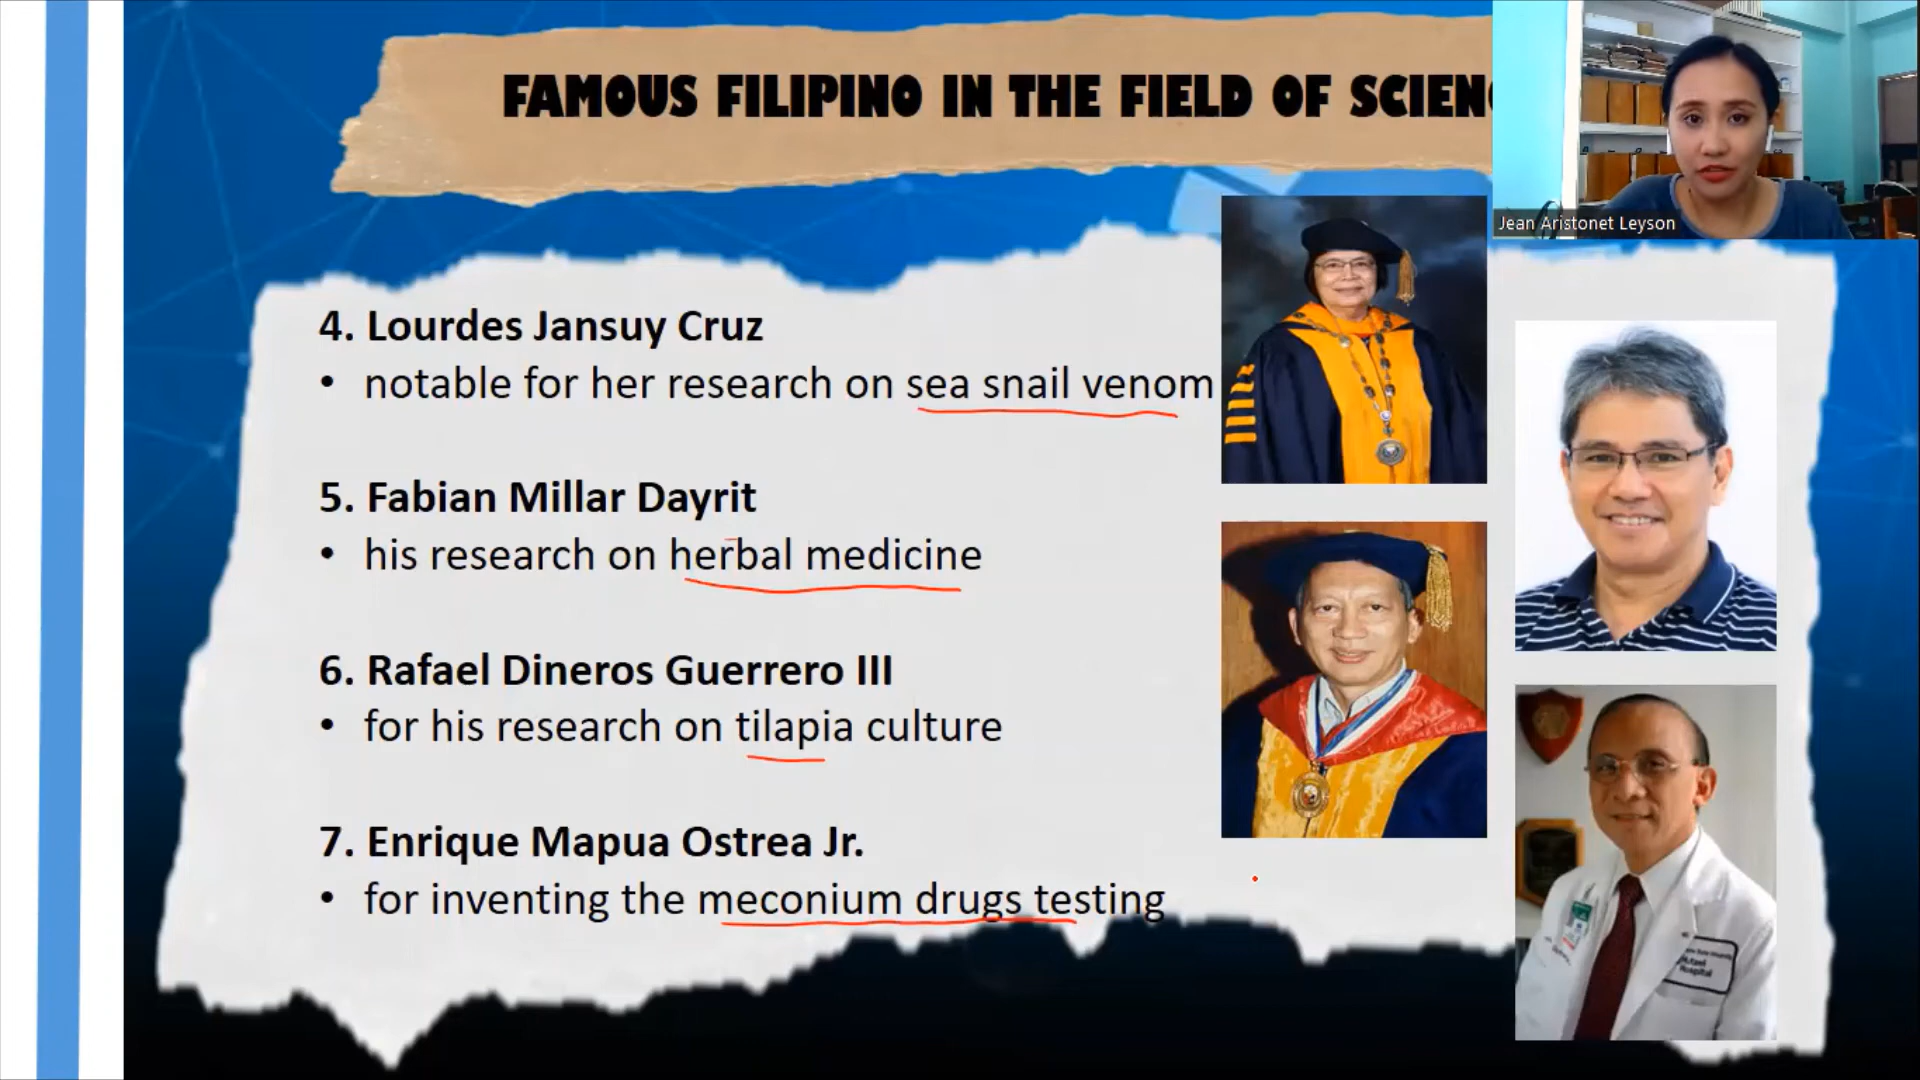 FAMOUS FILIPINO IN THE FIELD OF SCIEN
Jean Aristonet Leyson
4. Lourdes Jansuy Cruz
• notable for her research on sea snail venom
5. Fabian Millar Dayrit
• his research on herbal medicine
6. Rafael Dineros Guerrero III
• for his research on tilapia culture
7. Enrique Mapua Ostrea Jr.
• for inventing the meconium drugs testing
Hospital